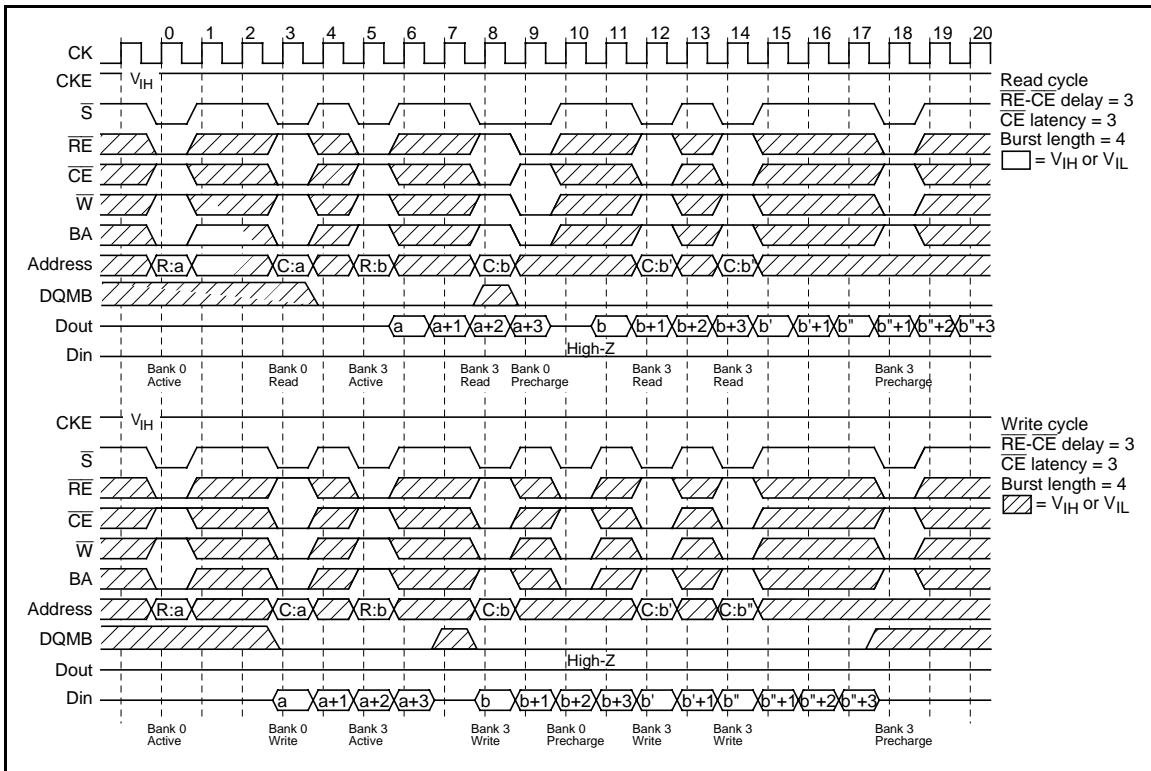 CK 0 1 2 3 4 5 6 7 8 9 10 11 12 13 14 15 16 17 18 19 20
CKE VIH
S
RE
CE
W
BA
Address R:a C:a R:b C:b C:b' C:b"
DQMB
Dout a a+1 a+2 a+3 b b+1 b+2 b+3 b' b'+1 b" b"+1 b"+2 b"+3
Din High-Z
Bank 0 Active
Bank 0 Read
Bank 3 Active
Bank 3 Read
Bank 0 Precharge
Bank 3 Read
Bank 3 Read
Bank 3 Precharge
Read cycle
RE-CE delay = 3
CE latency = 3
Burst length = 4
= VIH or VIL
CKE VIH
S
RE
CE
W
BA
Address R:a C:a R:b C:b C:b' C:b"
DQMB
High-Z
Dout
Din a a+1 a+2 a+3 b b+1 b+2 b+3 b' b'+1 b" b"+1 b"+2 b"+3
Bank 0 Active
Bank 0 Write
Bank 3 Active
Bank 3 Write
Bank 0 Precharge
Bank 3 Write
Bank 3 Write
Bank 3 Precharge
Write cycle
RE-CE delay = 3
CE latency = 3
Burst length = 4
= VIH or VIL